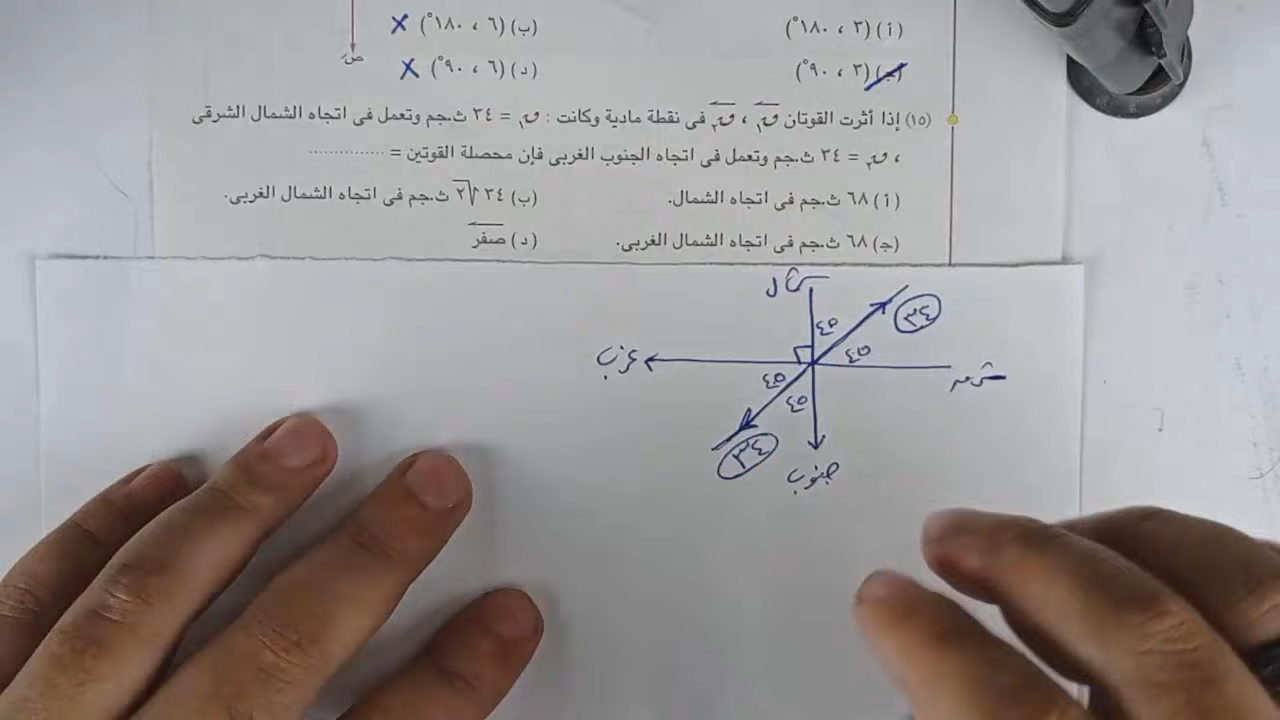 (أ) (٣ ، ١٨٠°) (ب) (٦ ، ١٨٠°) ×
(ج) (٣ ، ٩٠°) (د) (٦ ، ٩٠°) ×
ص
(١٥) إذا أثرت القوتان ق١ ، ق٢ فى نقطة مادية وكانت : ق١ = ٣٤ ث.جم وتعمل فى اتجاه الشمال الشرقى
، ق٢ = ٣٤ ث.جم وتعمل فى اتجاه الجنوب الغربى فإن محصلة القوتين = ...............
(أ) ٦٨ ث.جم فى اتجاه الشمال. (ب) ٣٤ √٢ ث.جم فى اتجاه الشمال الغربى.
(ج) ٦٨ ث.جم فى اتجاه الشمال الغربى. (د) صفر
شمال
٣٤
٤٥
٤٥
غرب
شرق
٤٥
٤٥
٣٤
جنوب